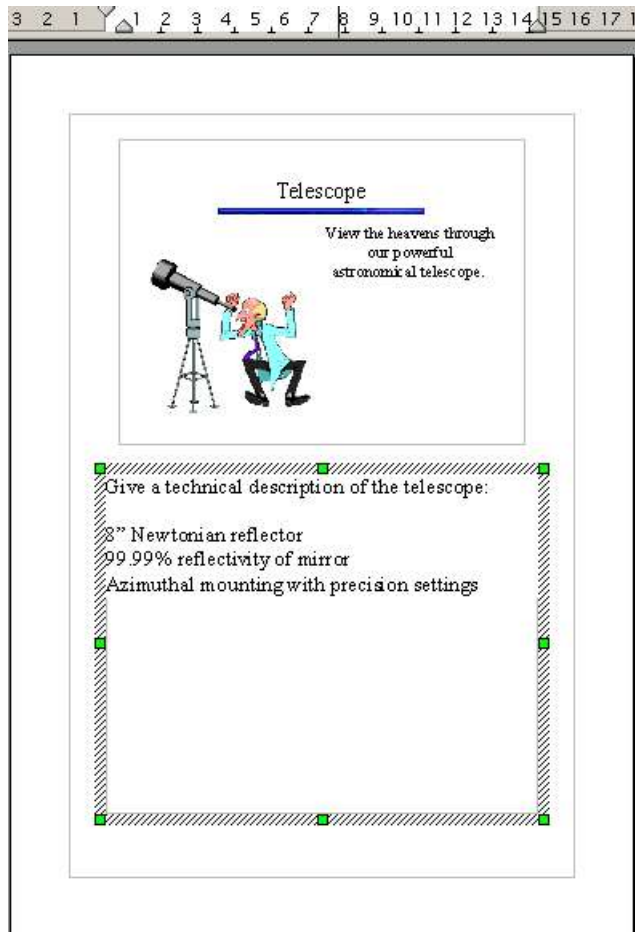 3 2 1 1 2 3 4 5 6 7 8 9 10 11 12 13 14 15 16 17 1
Telescope
View the heavens through
our powerful
astronomical telescope.
Give a technical description of the telescope:
8” Newtonian reflector
99.99% reflectivity of mirror
Azimuthal mounting with precision settings